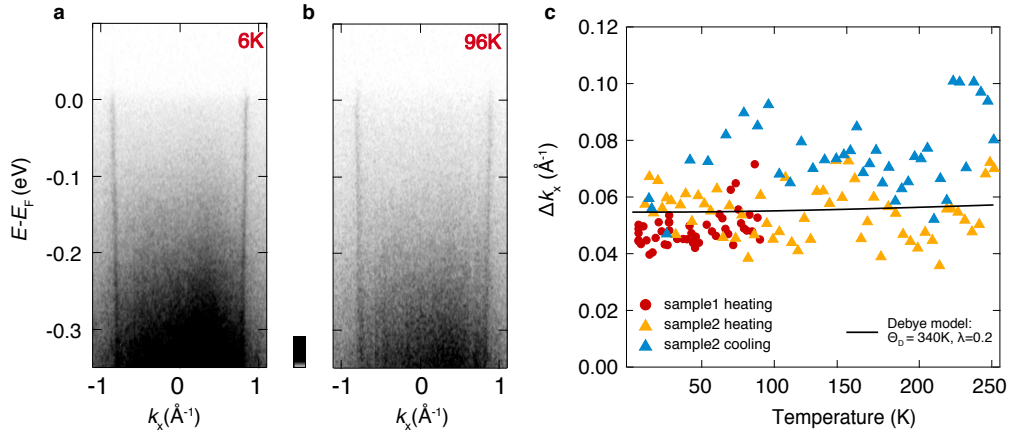 a
6K
E-E_F (eV)
0.0
-0.1
-0.2
-0.3
-1
0
1
k_x(Å⁻¹)
b
96K
-1
0
1
k_x(Å⁻¹)
c
Δk_x (Å⁻¹)
0.12
0.10
0.08
0.06
0.04
0.02
0.00
sample1 heating
sample2 heating
sample2 cooling
Debye model:
Θ_D = 340K, λ=0.2
50
100
150
200
250
Temperature (K)